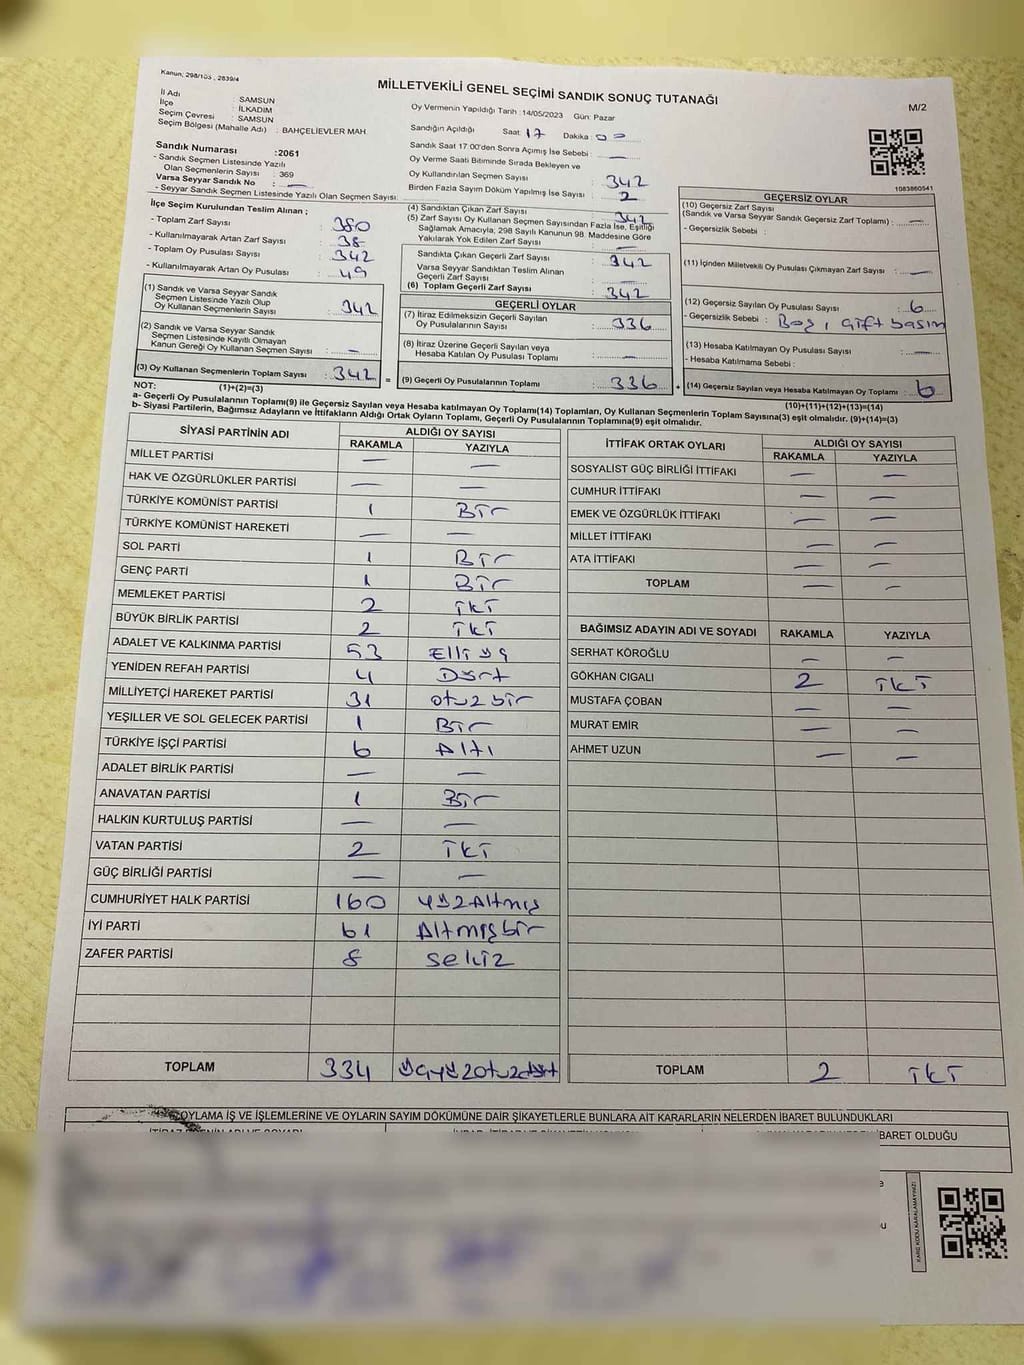 Kanun, 298/105 , 2839/4
MİLLETVEKİLİ GENEL SEÇİMİ SANDIK SONUÇ TUTANAĞI
M/2
İl Adı : SAMSUN
İlçe : İLKADIM
Seçim Çevresi : SAMSUN
Seçim Bölgesi (Mahalle Adı) : BAHÇELİEVLER MAH
Sandık Numarası :2061
- Sandık Seçmen Listesinde Yazılı
Olan Seçmenlerin Sayısı : 369
Varsa Seyyar Sandık No : —
- Seyyar Sandık Seçmen Listesinde Yazılı Olan Seçmen Sayısı:
Oy Vermenin Yapıldığı Tarih :14/05/2023 Gün: Pazar
Sandığın Açıldığı Saat: 17 Dakika: 00
Sandık Saat 17:00'den Sonra Açılmış İse Sebebi : —
Oy Verme Saati Bitiminde Sırada Bekleyen ve
Oy Kullandırılan Seçmen Sayısı : 342
Birden Fazla Sayım Döküm Yapılmış İse Sayısı : 2
1083860541
İlçe Seçim Kurulundan Teslim Alınan ;
- Toplam Zarf Sayısı : 380
- Kullanılmayarak Artan Zarf Sayısı : 38
- Toplam Oy Pusulası Sayısı : 342
- Kullanılmayarak Artan Oy Pusulası : 49
(1) Sandık ve Varsa Seyyar Sandık
Seçmen Listesinde Yazılı Olup
Oy Kullanan Seçmenlerin Sayısı : 342
(2) Sandık ve Varsa Seyyar Sandık
Seçmen Listesinde Kayıtlı Olmayan
Kanun Gereği Oy Kullanan Seçmen Sayısı : —
(3) Oy Kullanan Seçmenlerin Toplam Sayısı : 342
(4) Sandıktan Çıkan Zarf Sayısı : 342
(5) Zarf Sayısı Oy Kullanan Seçmen Sayısından Fazla İse, Eşitliği
Sağlamak Amacıyla, 298 Sayılı Kanunun 98. Maddesine Göre
Yakılarak Yok Edilen Zarf Sayısı : —
Sandıkta Çıkan Geçerli Zarf Sayısı : 342
Varsa Seyyar Sandıktan Teslim Alınan
Geçerli Zarf Sayısı : —
(6) Toplam Geçerli Zarf Sayısı : 342
GEÇERLİ OYLAR
(7) İtiraz Edilmeksizin Geçerli Sayılan
Oy Pusulalarının Sayısı : 336
(8) İtiraz Üzerine Geçerli Sayılan veya
Hesaba Katılan Oy Pusulası Toplamı : —
= (9) Geçerli Oy Pusulalarının Toplamı : 336 +
GEÇERSİZ OYLAR
(10) Geçersiz Zarf Sayısı
(Sandık ve Varsa Seyyar Sandık Geçersiz Zarf Toplamı) : —
- Geçersizlik Sebebi :
(11) İçinden Milletvekili Oy Pusulası Çıkmayan Zarf Sayısı : —
(12) Geçersiz Sayılan Oy Pusulası Sayısı : 6
- Geçersizlik Sebebi : Boş, Çift basım
(13) Hesaba Katılmayan Oy Pusulası Sayısı : —
- Hesaba Katılmama Sebebi :
(14) Geçersiz Sayılan veya Hesaba Katılmayan Oy Toplamı : 6
NOT: (1)+(2)=(3) (10)+(11)+(12)+(13)=(14)
a- Geçerli Oy Pusulalarının Toplamı(9) ile Geçersiz Sayılan veya Hesaba katılmayan Oy Toplamı(14) Toplamları, Oy Kullanan Seçmenlerin Toplam Sayısına(3) eşit olmalıdır. (9)+(14)=(3)
b- Siyasi Partilerin, Bağımsız Adayların ve İttifakların Aldığı Ortak Oyların Toplamı, Geçerli Oy Pusulalarının Toplamına(9) eşit olmalıdır.
SİYASİ PARTİNİN ADI ALDIĞI OY SAYISI
RAKAMLA YAZIYLA
MİLLET PARTİSİ — —
HAK VE ÖZGÜRLÜKLER PARTİSİ — —
TÜRKİYE KOMÜNİST PARTİSİ 1 Bir
TÜRKİYE KOMÜNİST HAREKETİ — —
SOL PARTİ 1 Bir
GENÇ PARTİ 1 Bir
MEMLEKET PARTİSİ 2 İki
BÜYÜK BİRLİK PARTİSİ 2 İki
ADALET VE KALKINMA PARTİSİ 53 Elli üç
YENİDEN REFAH PARTİSİ 4 Dört
MİLLİYETÇİ HAREKET PARTİSİ 31 otuz bir
YEŞİLLER VE SOL GELECEK PARTİSİ 1 Bir
TÜRKİYE İŞÇİ PARTİSİ 6 Altı
ADALET BİRLİK PARTİSİ — —
ANAVATAN PARTİSİ 1 Bir
HALKIN KURTULUŞ PARTİSİ — —
VATAN PARTİSİ 2 İki
GÜÇ BİRLİĞİ PARTİSİ — —
CUMHURİYET HALK PARTİSİ 160 yüzAltmış
İYİ PARTİ 61 Altmışbir
ZAFER PARTİSİ 8 sekiz
TOPLAM 334 üçyüzotuzdört
İTTİFAK ORTAK OYLARI ALDIĞI OY SAYISI
RAKAMLA YAZIYLA
SOSYALİST GÜÇ BİRLİĞİ İTTİFAKI — —
CUMHUR İTTİFAKI — —
EMEK VE ÖZGÜRLÜK İTTİFAKI — —
MİLLET İTTİFAKI — —
ATA İTTİFAKI — —
TOPLAM — —
BAĞIMSIZ ADAYIN ADI VE SOYADI RAKAMLA YAZIYLA
SERHAT KÖROĞLU — —
GÖKHAN CIGALI 2 İki
MUSTAFA ÇOBAN — —
MURAT EMİR — —
AHMET UZUN — —
TOPLAM 2 İki
OYLAMA İŞ VE İŞLEMLERİNE VE OYLARIN SAYIM DÖKÜMÜNE DAİR ŞİKAYETLERLE BUNLARA AİT KARARLARIN NELERDEN İBARET BULUNDUKLARI
İBARET OLDUĞU
KARE KODU KARALAMAYINIZ!